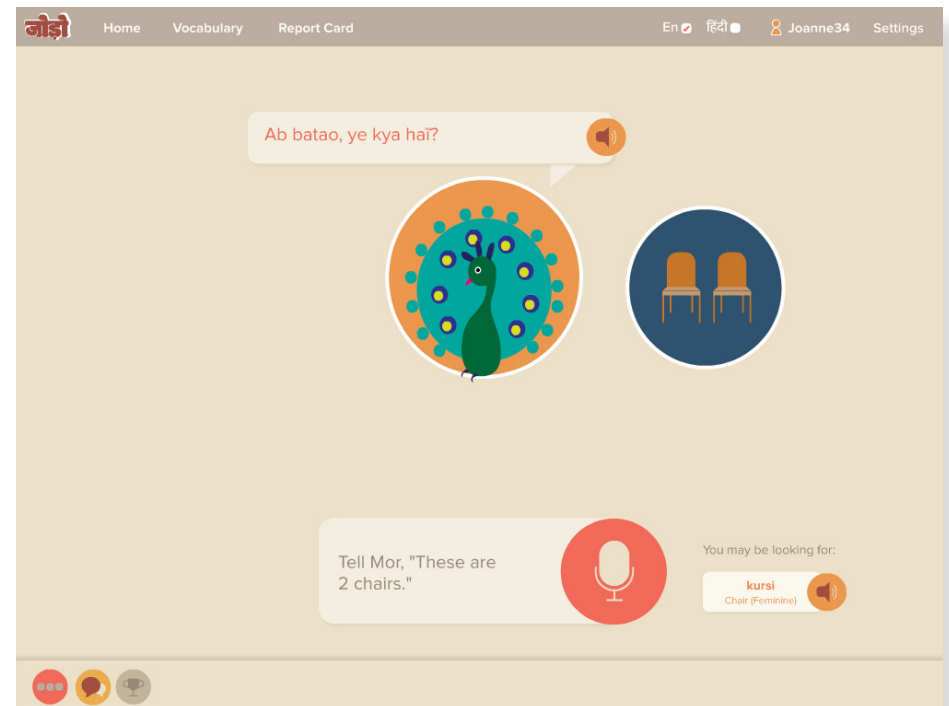 जोड़ो Home Vocabulary Report Card En हिंदी Joanne34 Settings
Ab batao, ye kya haĩ?
Tell Mor, "These are
2 chairs."
You may be looking for:
kursi
Chair (Feminine)